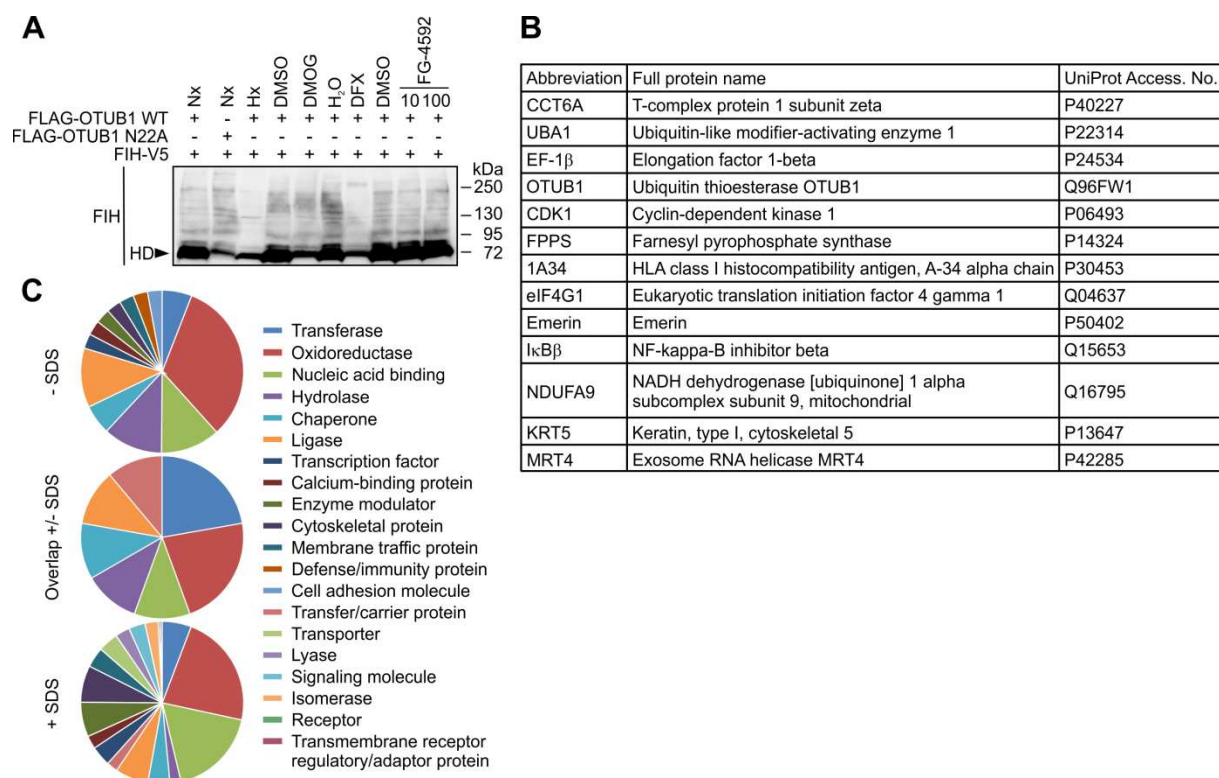 A
Nx
Nx
Hx
DMSO
DMOG
H2O
DFX
DMSO
FG-4592
10
100
FLAG-OTUB1 WT + - + + + + + + + +
FLAG-OTUB1 N22A - + - - - - - - - -
FIH-V5 + + + + + + + + + +
kDa
250
130
95
72
FIH
HD
B
Abbreviation Full protein name UniProt Access. No.
CCT6A T-complex protein 1 subunit zeta P40227
UBA1 Ubiquitin-like modifier-activating enzyme 1 P22314
EF-1β Elongation factor 1-beta P24534
OTUB1 Ubiquitin thioesterase OTUB1 Q96FW1
CDK1 Cyclin-dependent kinase 1 P06493
FPPS Farnesyl pyrophosphate synthase P14324
1A34 HLA class I histocompatibility antigen, A-34 alpha chain P30453
eIF4G1 Eukaryotic translation initiation factor 4 gamma 1 Q04637
Emerin Emerin P50402
IκBβ NF-kappa-B inhibitor beta Q15653
NDUFA9 NADH dehydrogenase [ubiquinone] 1 alpha
subcomplex subunit 9, mitochondrial Q16795
KRT5 Keratin, type I, cytoskeletal 5 P13647
MRT4 Exosome RNA helicase MRT4 P42285
C
- SDS
Overlap +/- SDS
+ SDS
Transferase
Oxidoreductase
Nucleic acid binding
Hydrolase
Chaperone
Ligase
Transcription factor
Calcium-binding protein
Enzyme modulator
Cytoskeletal protein
Membrane traffic protein
Defense/immunity protein
Cell adhesion molecule
Transfer/carrier protein
Transporter
Lyase
Signaling molecule
Isomerase
Receptor
Transmembrane receptor
regulatory/adaptor protein